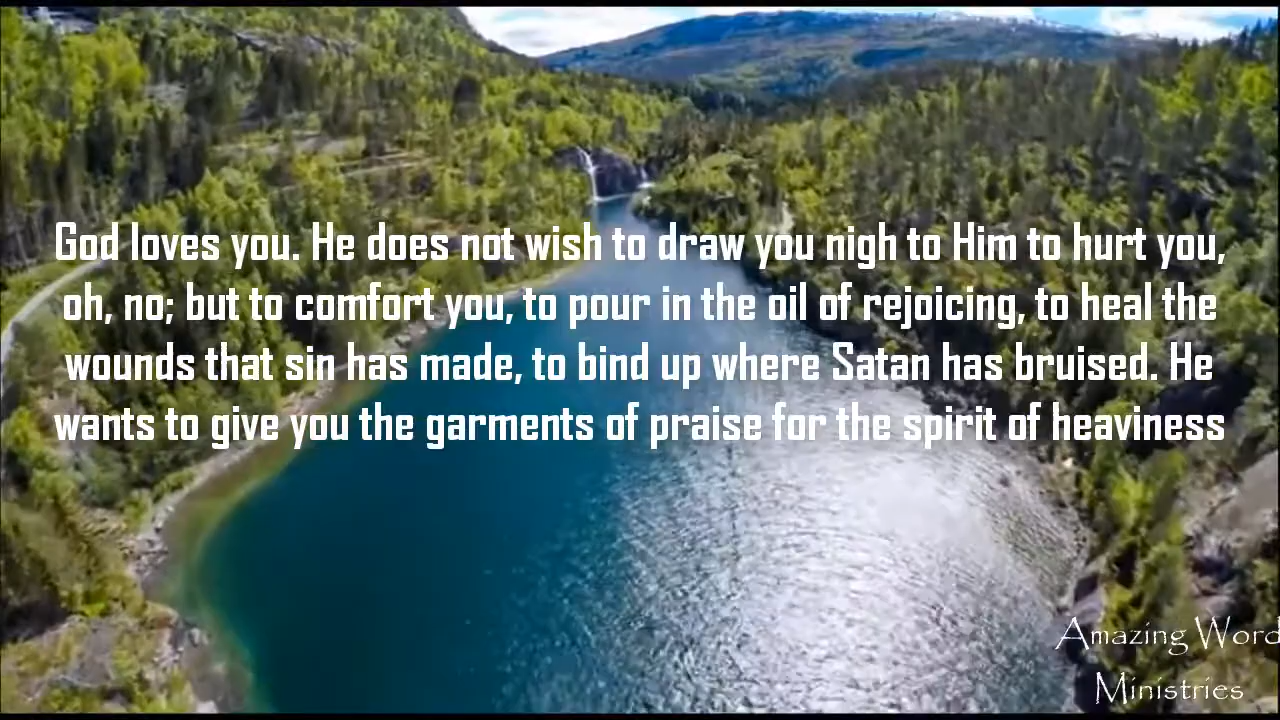 God loves you. He does not wish to draw you nigh to Him to hurt you,
oh, no; but to comfort you, to pour in the oil of rejoicing, to heal the
wounds that sin has made, to bind up where Satan has bruised. He
wants to give you the garments of praise for the spirit of heaviness
Amazing Word
Ministries